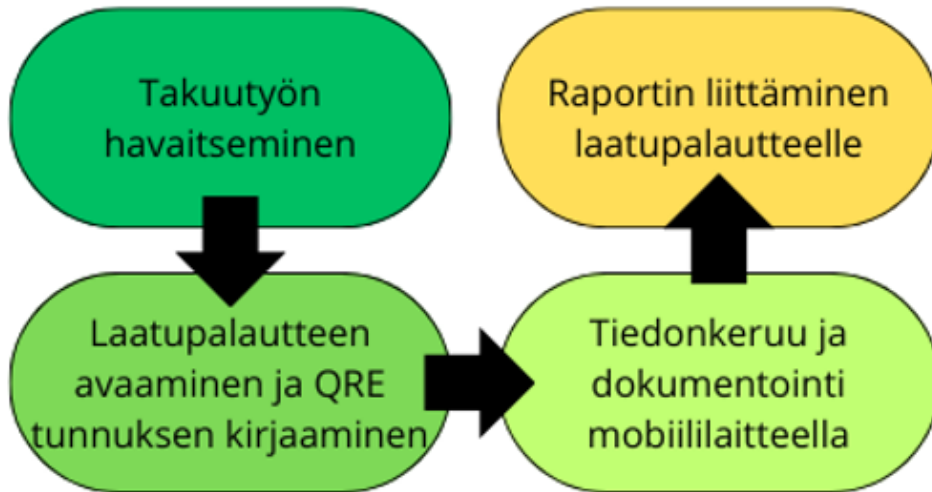 Takuutyön
havaitseminen
Laatupalautteen
avaaminen ja QRE
tunnuksen kirjaaminen
Tiedonkeruu ja
dokumentointi
mobiililaitteella
Raportin liittäminen
laatupalautteelle